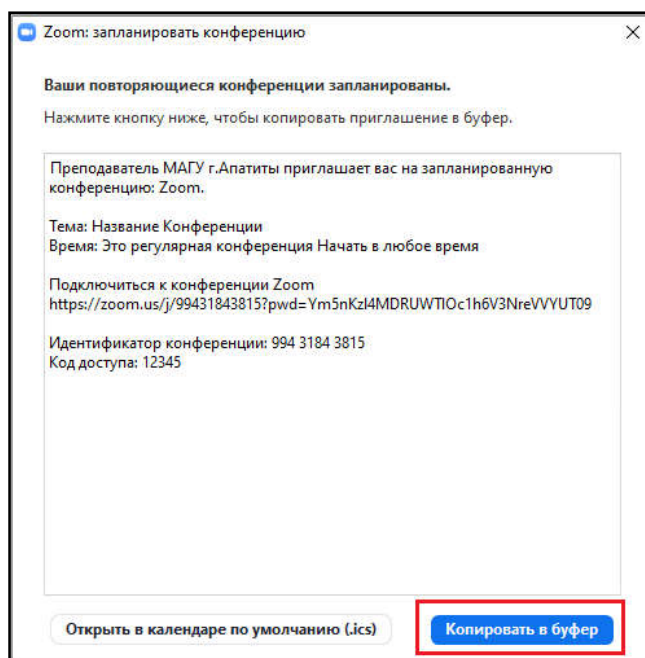 Zoom: запланировать конференцию
Ваши повторяющиеся конференции запланированы.
Нажмите кнопку ниже, чтобы копировать приглашение в буфер.
Преподаватель МАГУ г.Апатиты приглашает вас на запланированную
конференцию: Zoom.
Тема: Название Конференции
Время: Это регулярная конференция Начать в любое время
Подключиться к конференции Zoom
https://zoom.us/j/99431843815?pwd=Ym5nKzI4MDRUWTlOc1h6V3NreVVYUT09
Идентификатор конференции: 994 3184 3815
Код доступа: 12345
Открыть в календаре по умолчанию (.ics)
Копировать в буфер